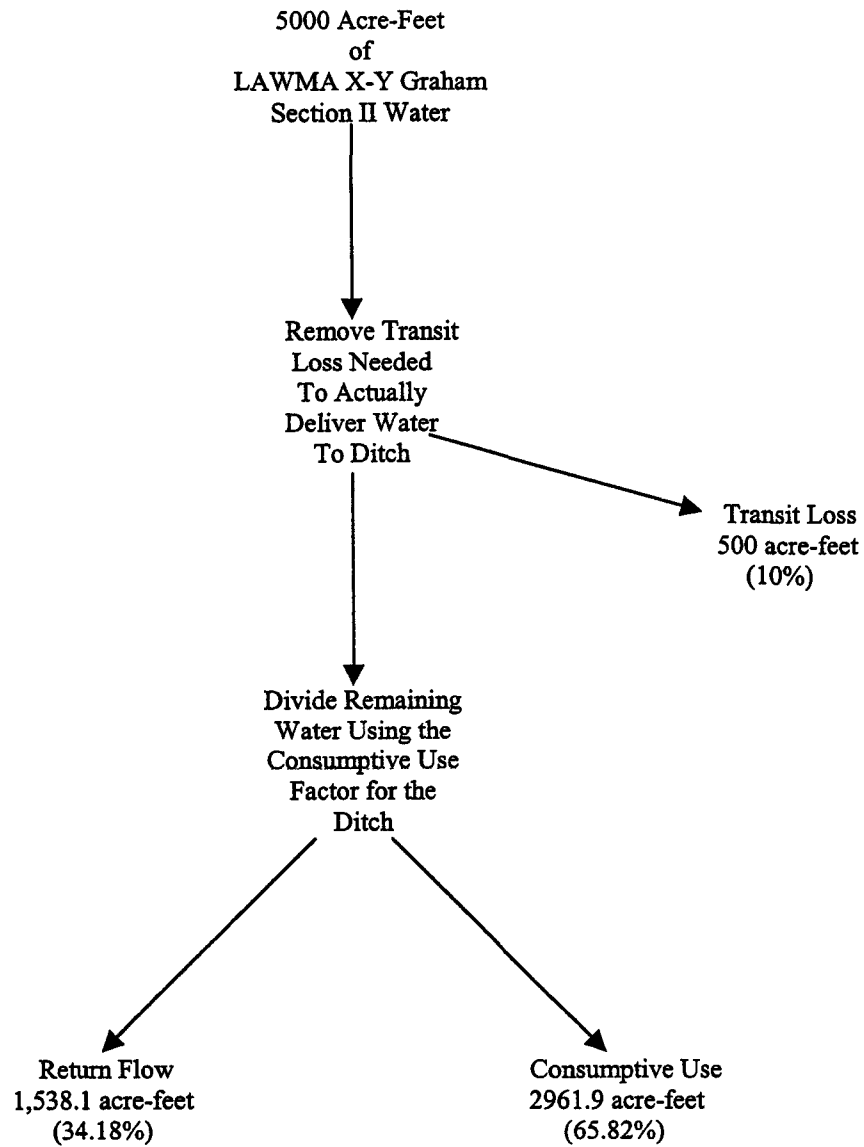 5000 Acre-Feet
of
LAWMA X-Y Graham
Section II Water
Remove Transit
Loss Needed
To Actually
Deliver Water
To Ditch
Transit Loss
500 acre-feet
(10%)
Divide Remaining
Water Using the
Consumptive Use
Factor for the
Ditch
Return Flow
1,538.1 acre-feet
(34.18%)
Consumptive Use
2961.9 acre-feet
(65.82%)